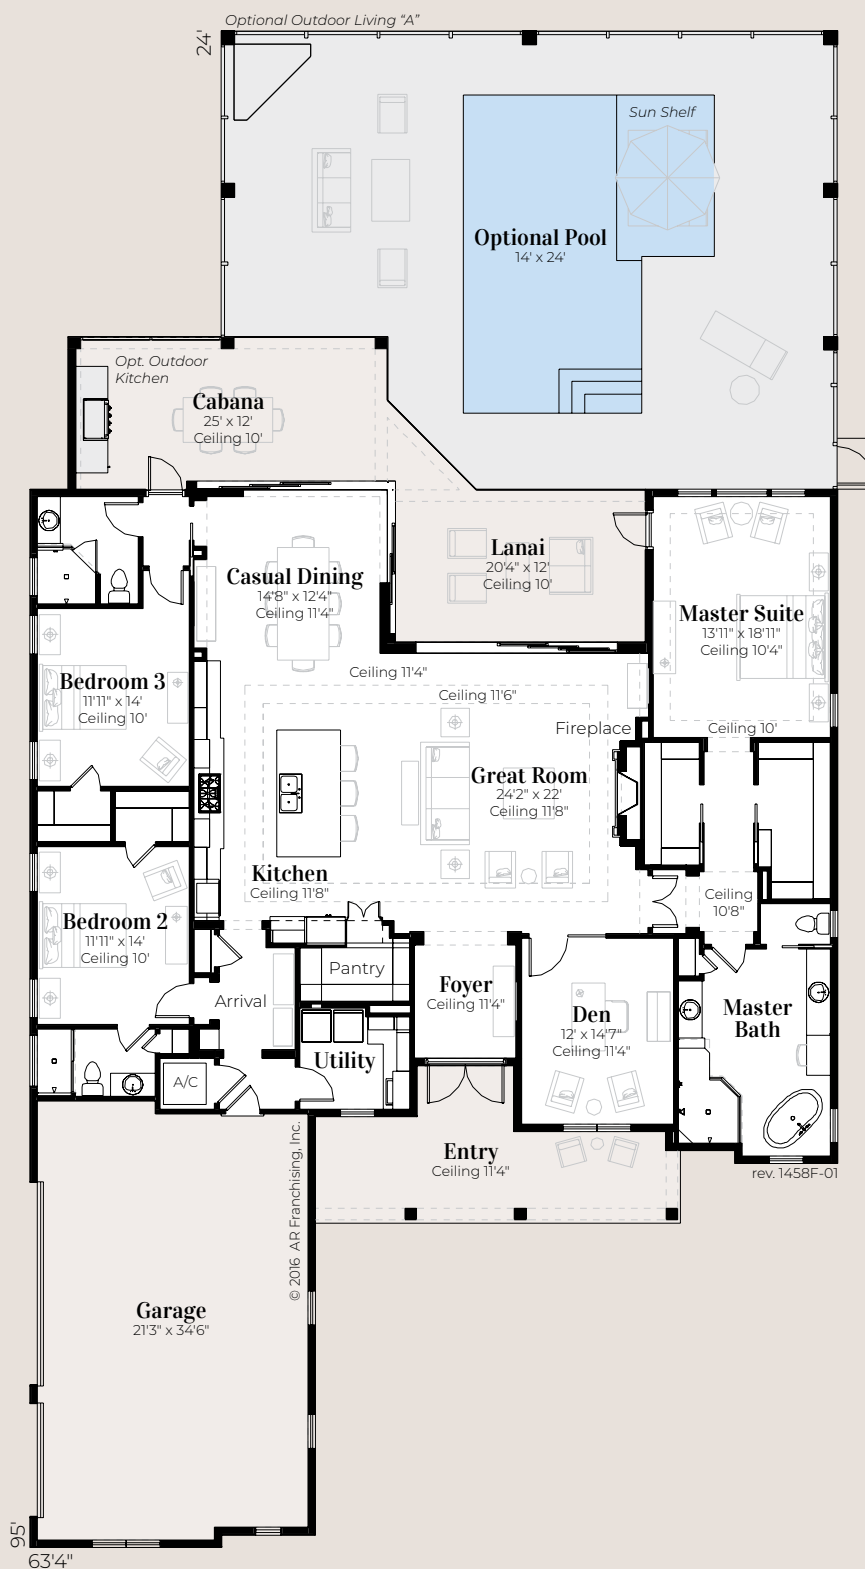 Optional Outdoor Living “A”
24'
Sun Shelf
Optional Pool
14' x 24'
Opt. Outdoor
Kitchen
Cabana
25' x 12'
Ceiling 10'
Lanai
20'4" x 12'
Ceiling 10'
Casual Dining
14'8" x 12'4"
Ceiling 11'4"
Master Suite
13'11" x 18'11"
Ceiling 10'4"
Ceiling 10'
Bedroom 3
11'11" x 14'
Ceiling 10'
Ceiling 11'4"
Ceiling 11'6"
Fireplace
Great Room
24'2" x 22'
Ceiling 11'8"
Kitchen
Ceiling 11'8"
Ceiling
10'8"
Bedroom 2
11'11" x 14'
Ceiling 10'
Arrival
Pantry
Foyer
Ceiling 11'4"
Den
12' x 14'7"
Ceiling 11'4"
Master
Bath
Utility
A/C
Entry
Ceiling 11'4"
rev. 1458F-01
© 2016 AR Franchising, Inc.
Garage
21'3" x 34'6"
95'
63'4"